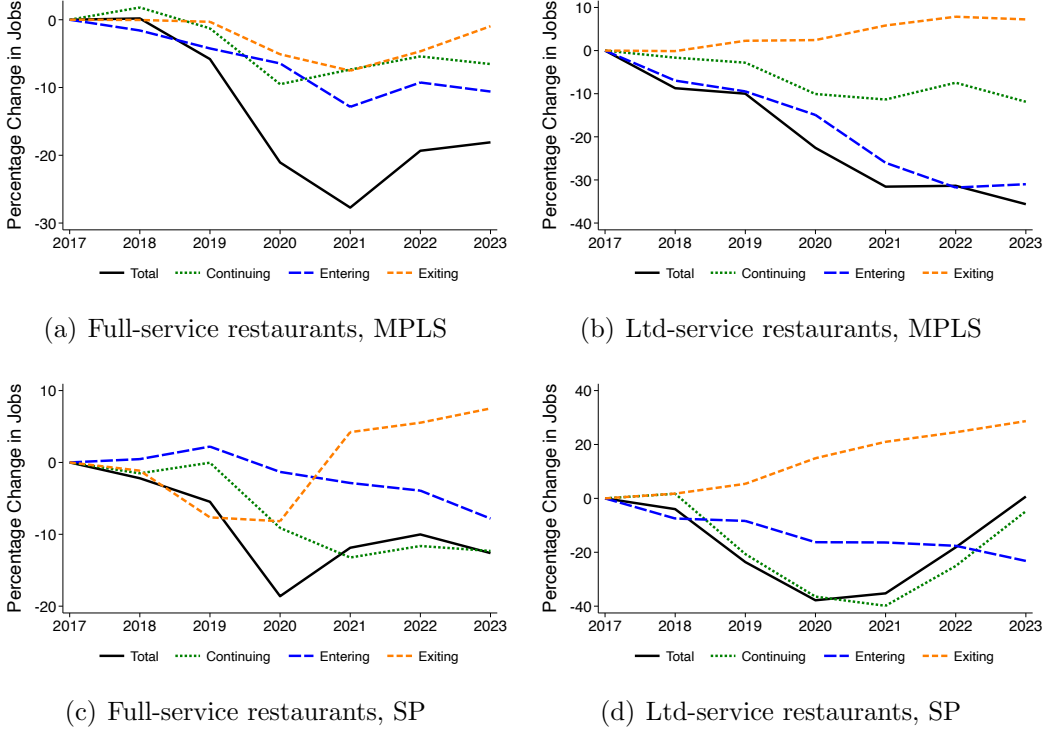 Percentage Change in Jobs
0
-10
-20
-30
2017 2018 2019 2020 2021 2022 2023
Total Continuing Entering Exiting
(a) Full-service restaurants, MPLS
Percentage Change in Jobs
10
0
-10
-20
-30
-40
2017 2018 2019 2020 2021 2022 2023
Total Continuing Entering Exiting
(b) Ltd-service restaurants, MPLS
Percentage Change in Jobs
10
0
-10
-20
2017 2018 2019 2020 2021 2022 2023
Total Continuing Entering Exiting
(c) Full-service restaurants, SP
Percentage Change in Jobs
40
20
0
-20
-40
2017 2018 2019 2020 2021 2022 2023
Total Continuing Entering Exiting
(d) Ltd-service restaurants, SP